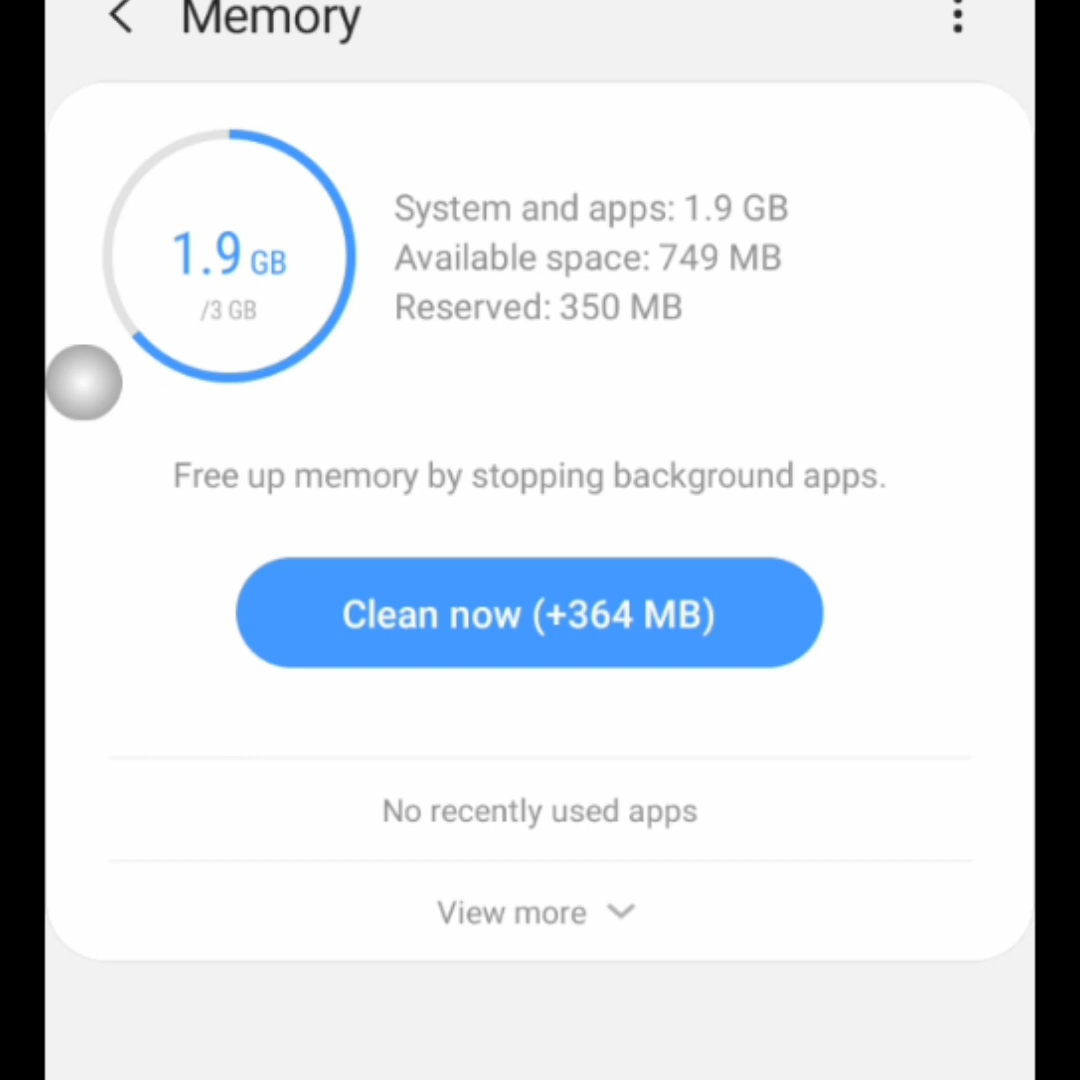 Memory
1.9 GB
/3 GB
System and apps: 1.9 GB
Available space: 749 MB
Reserved: 350 MB
Free up memory by stopping background apps.
Clean now (+364 MB)
No recently used apps
View more